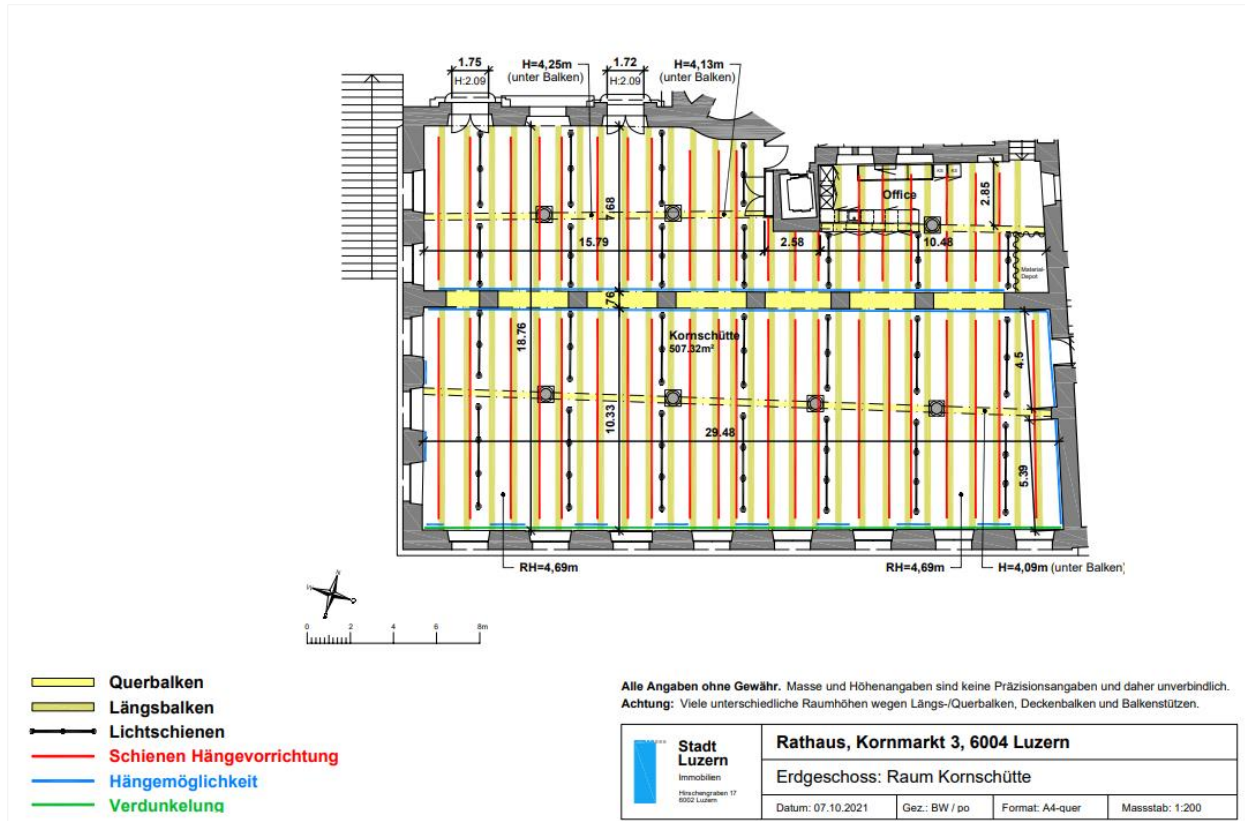 1.75
H:2.09
H=4,25m
(unter Balken)
1.72
H:2.09
H=4,13m
(unter Balken)
Office
2.85
7.68
15.79
2.58
10.48
Material-
Depot
.76
18.76
Kornschütte
507.32m²
4.5
10.33
29.48
5.39
RH=4,69m
RH=4,69m
H=4,09m (unter Balken)
N
0 2 4 6 8m
Querbalken
Längsbalken
Lichtschienen
Schienen Hängevorrichtung
Hängemöglichkeit
Verdunkelung
Alle Angaben ohne Gewähr. Masse und Höhenangaben sind keine Präzisionsangaben und daher unverbindlich.
Achtung: Viele unterschiedliche Raumhöhen wegen Längs-/Querbalken, Deckenbalken und Balkenstützen.
Stadt
Luzern
Immobilien
Hirschengraben 17
6002 Luzern
Rathaus, Kornmarkt 3, 6004 Luzern
Erdgeschoss: Raum Kornschütte
Datum: 07.10.2021 Gez.: BW / po Format: A4-quer Massstab: 1:200